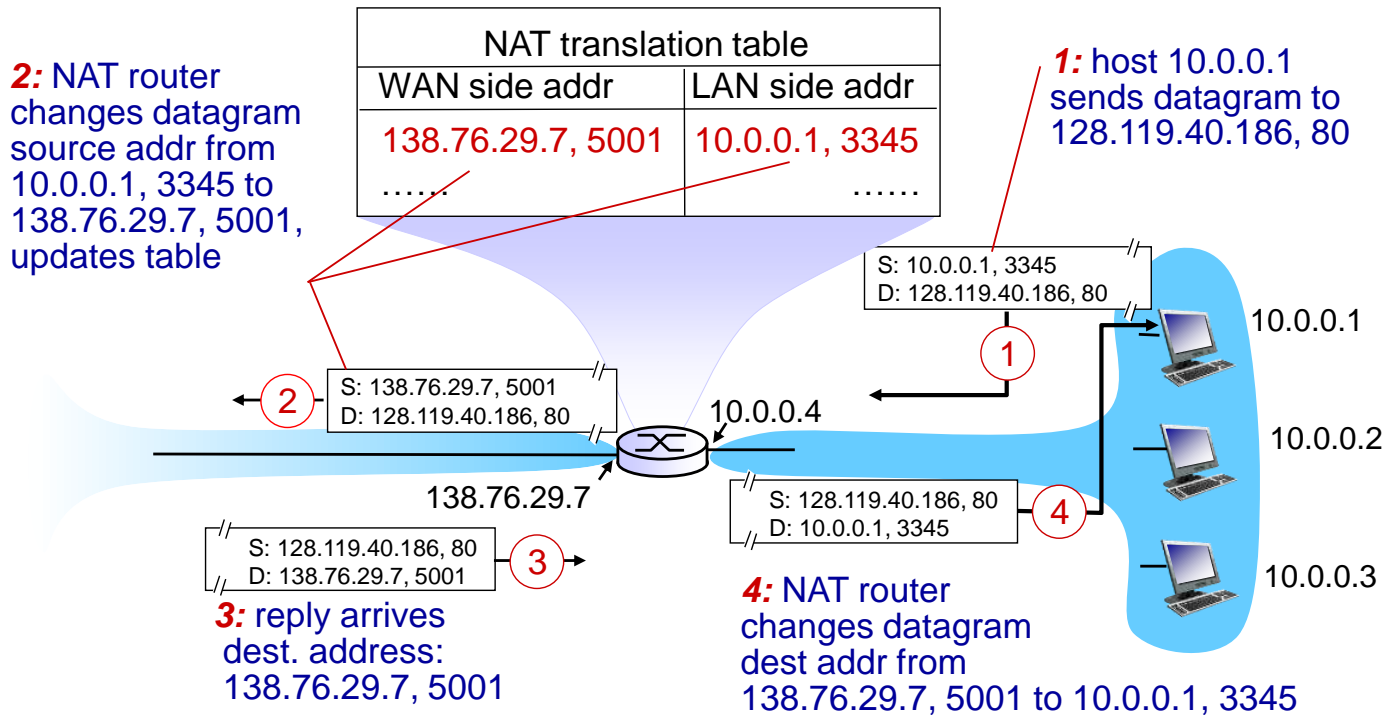 NAT translation table
WAN side addr LAN side addr
138.76.29.7, 5001 10.0.0.1, 3345
…… ……
2: NAT router
changes datagram
source addr from
10.0.0.1, 3345 to
138.76.29.7, 5001,
updates table
1: host 10.0.0.1
sends datagram to
128.119.40.186, 80
S: 10.0.0.1, 3345
D: 128.119.40.186, 80
1
10.0.0.1
2
S: 138.76.29.7, 5001
D: 128.119.40.186, 80
10.0.0.4
10.0.0.2
138.76.29.7
S: 128.119.40.186, 80
D: 10.0.0.1, 3345
4
S: 128.119.40.186, 80
D: 138.76.29.7, 5001
3
10.0.0.3
3: reply arrives
dest. address:
138.76.29.7, 5001
4: NAT router
changes datagram
dest addr from
138.76.29.7, 5001 to 10.0.0.1, 3345